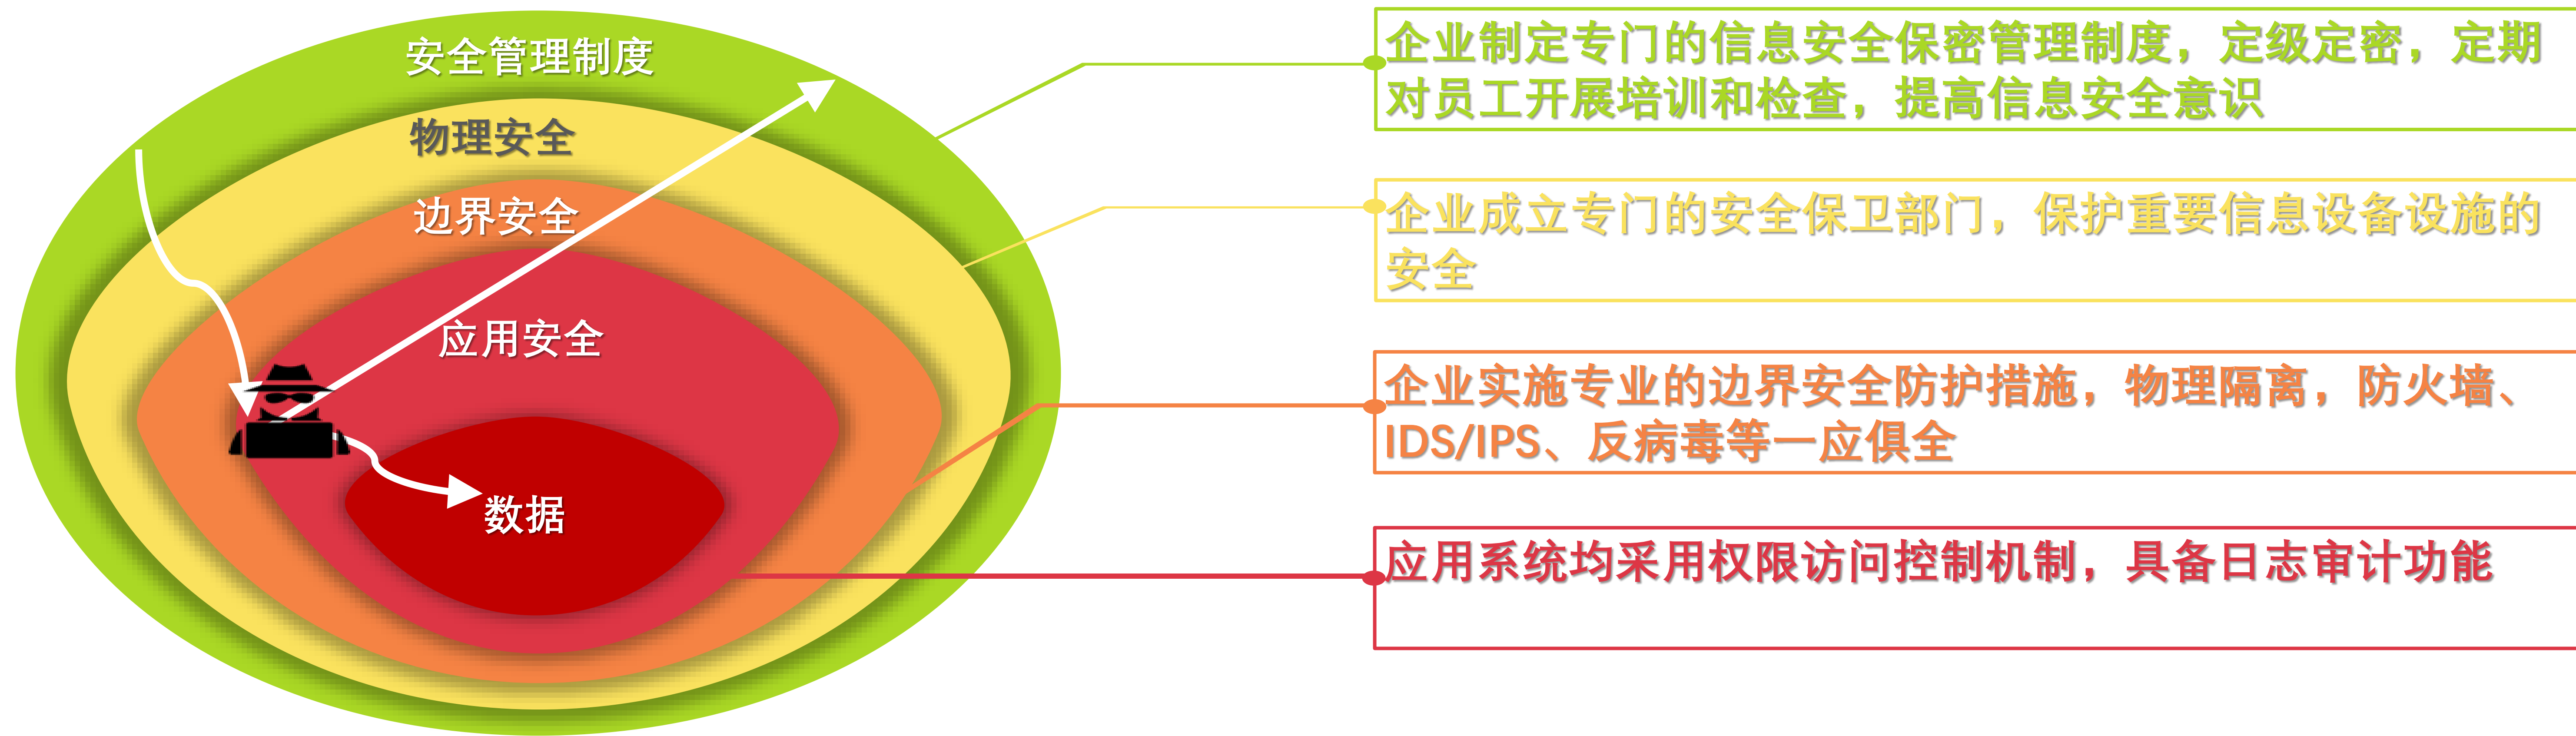 安全管理制度
物理安全
边界安全
应用安全
数据
企业制定专门的信息安全保密管理制度，定级定密，定期
对员工开展培训和检查，提高信息安全意识
企业成立专门的安全保卫部门，保护重要信息设备设施的
安全
企业实施专业的边界安全防护措施，物理隔离，防火墙、
IDS/IPS、反病毒等一应俱全
应用系统均采用权限访问控制机制，具备日志审计功能